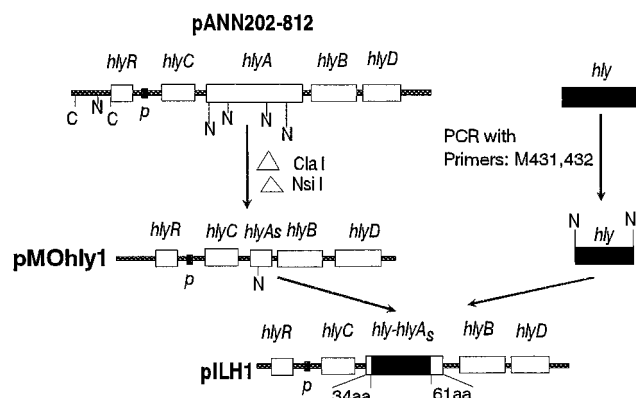 pANN202-812
hlyR hlyC hlyA hlyB hlyD
hly
C N C p N N N N
PCR with
Primers: M431,432
△ Cla I
△ Nsi I
hlyR hlyC hlyAs hlyB hlyD
N hly N
pMOhly1
p N
hlyR hlyC hly-hlyAs hlyB hlyD
pILH1
p 34aa 61aa